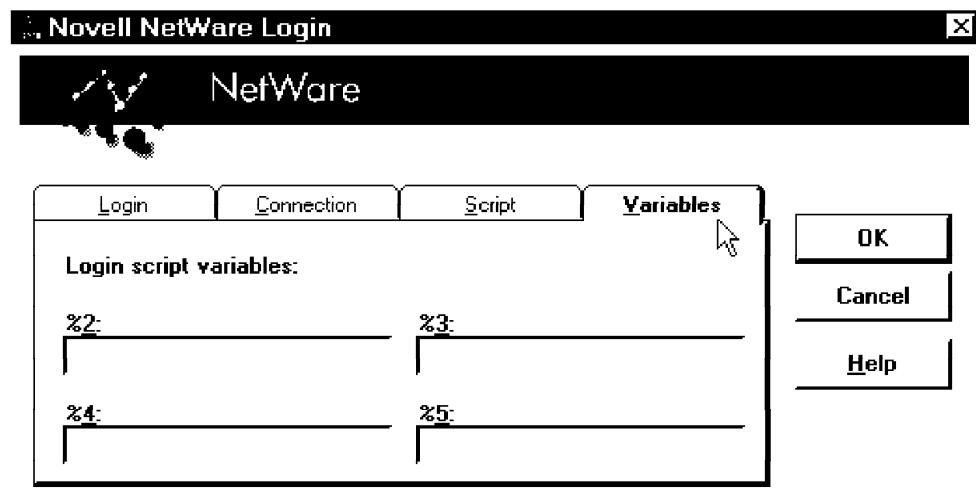 Novell NetWare Login
NetWare
Login Connection Script Variables
OK
Login script variables:
Cancel
%2: %3:
Help
%4: %5: